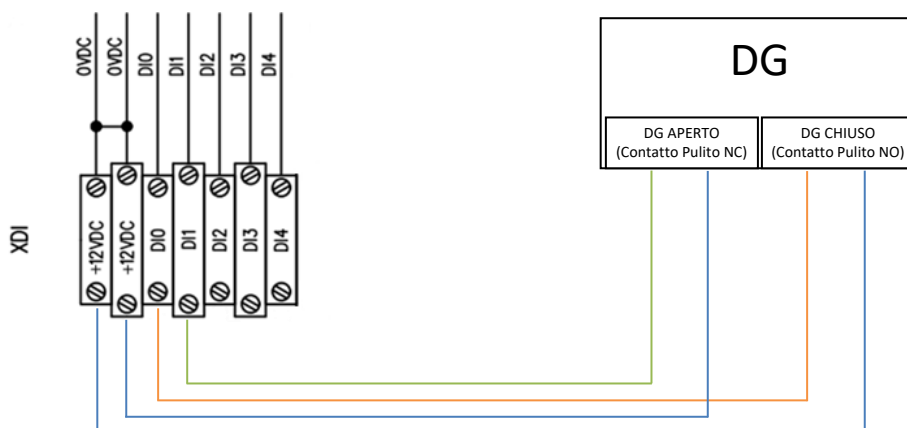 0VDC
0VDC
DI0
DI1
DI2
DI3
DI4
XDI
+12VDC
+12VDC
DI0
DI1
DI2
DI3
DI4
DG
DG APERTO
(Contatto Pulito NC)
DG CHIUSO
(Contatto Pulito NO)